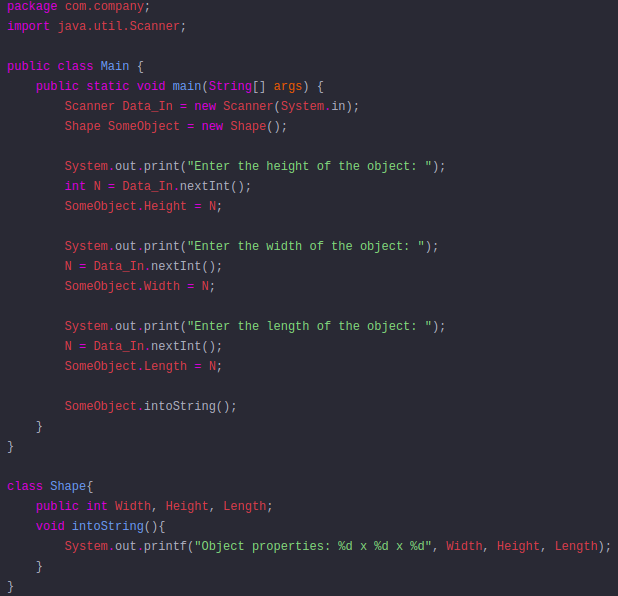 package com.company;
import java.util.Scanner;

public class Main {
    public static void main(String[] args) {
        Scanner Data_In = new Scanner(System.in);
        Shape SomeObject = new Shape();

        System.out.print("Enter the height of the object: ");
        int N = Data_In.nextInt();
        SomeObject.Height = N;

        System.out.print("Enter the width of the object: ");
        N = Data_In.nextInt();
        SomeObject.Width = N;

        System.out.print("Enter the length of the object: ");
        N = Data_In.nextInt();
        SomeObject.Length = N;

        SomeObject.intoString();
    }
}

class Shape{
    public int Width, Height, Length;
    void intoString(){
        System.out.printf("Object properties: %d x %d x %d", Width, Height, Length);
    }
}